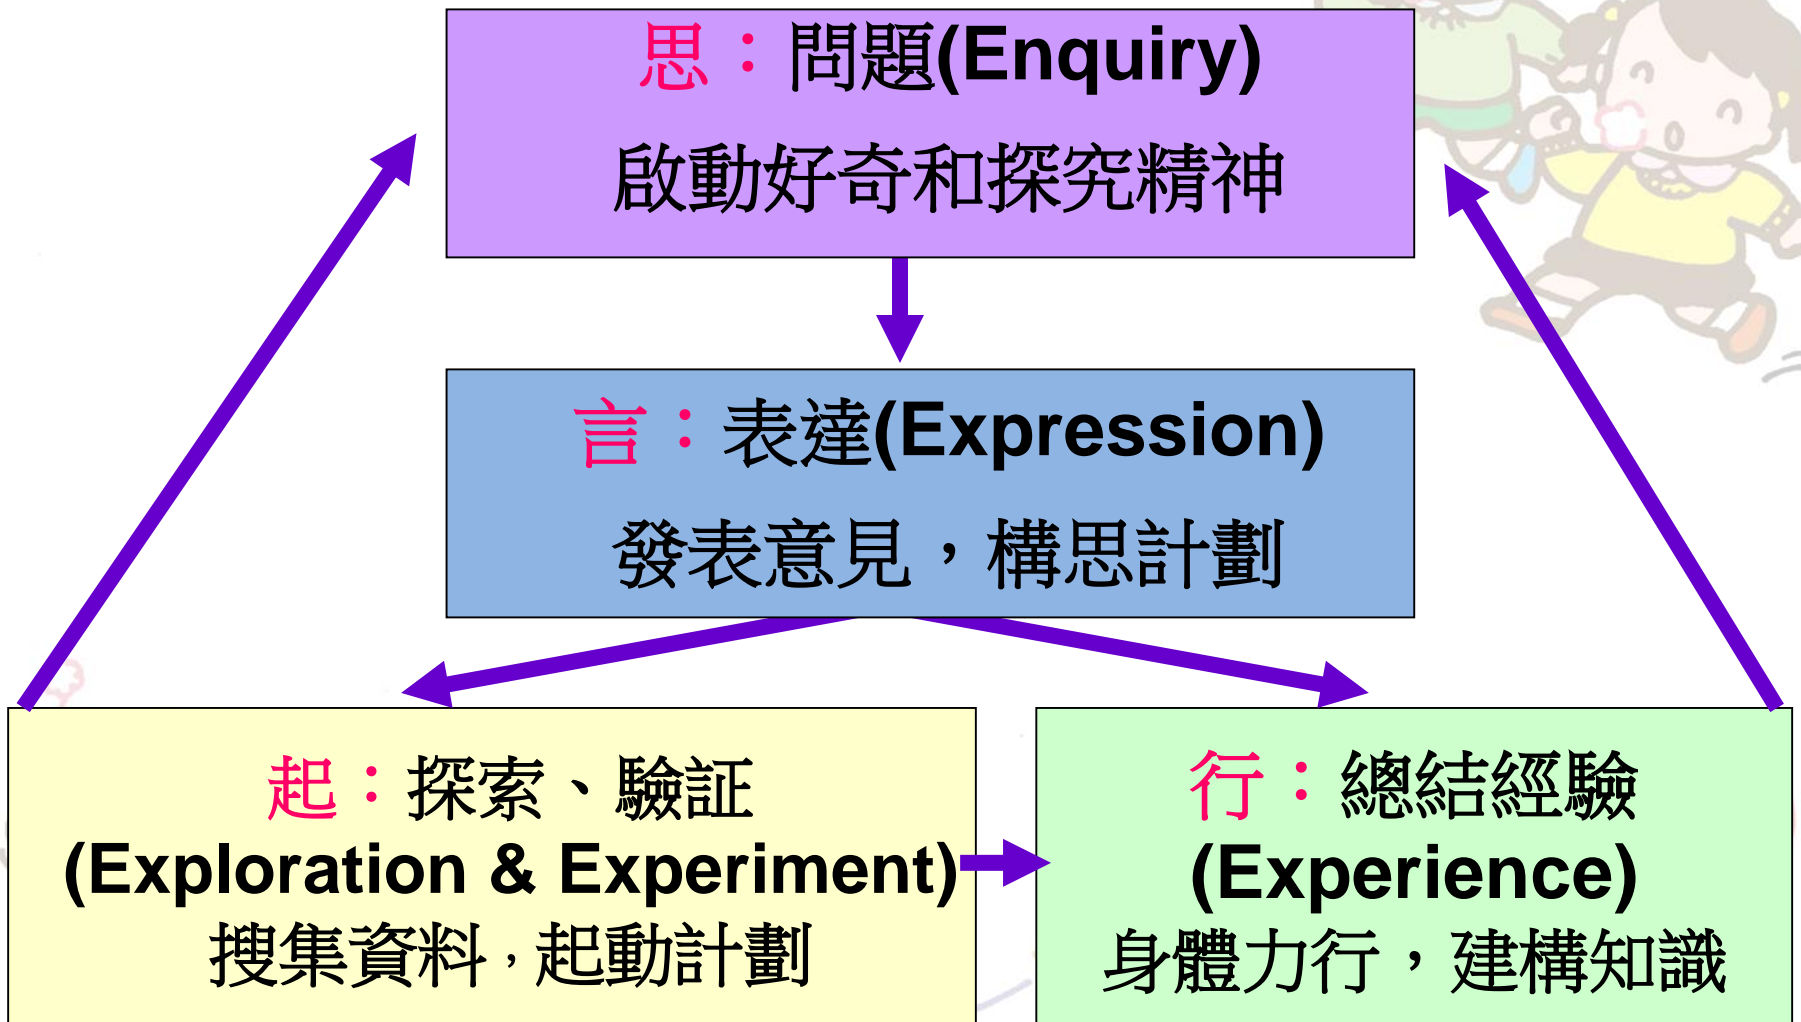 思：問題(Enquiry)
啟動好奇和探究精神
言：表達(Expression)
發表意見，構思計劃
起：探索、驗証
(Exploration & Experiment)
搜集資料，起動計劃
行：總結經驗
(Experience)
身體力行，建構知識